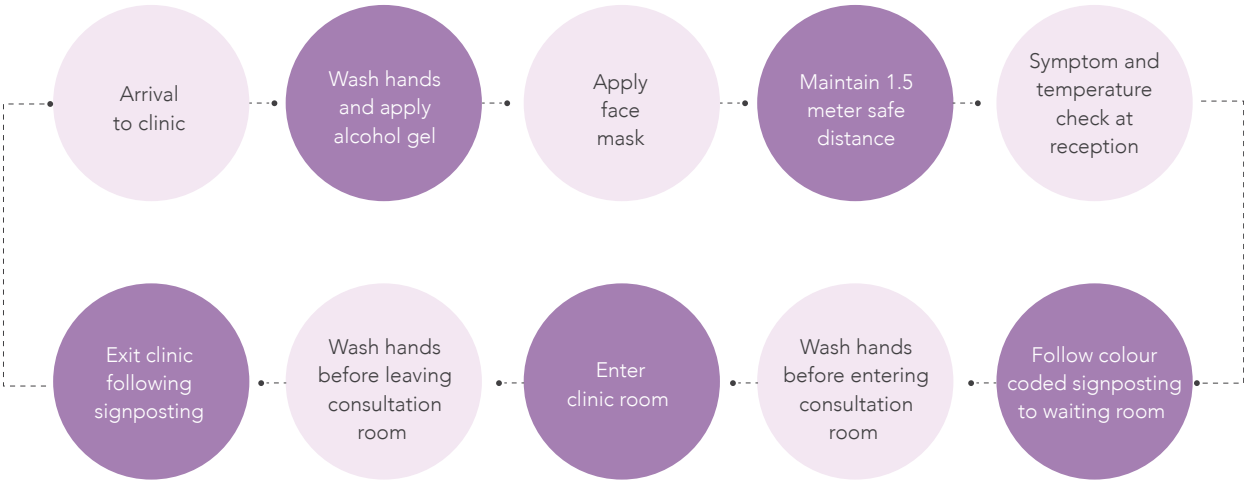 Arrival
to clinic
Wash hands
and apply
alcohol gel
Apply
face
mask
Maintain 1.5
meter safe
distance
Symptom and
temperature
check at
reception
Exit clinic
following
signposting
Wash hands
before leaving
consultation
room
Enter
clinic room
Wash hands
before entering
consultation
room
Follow colour
coded signposting
to waiting room